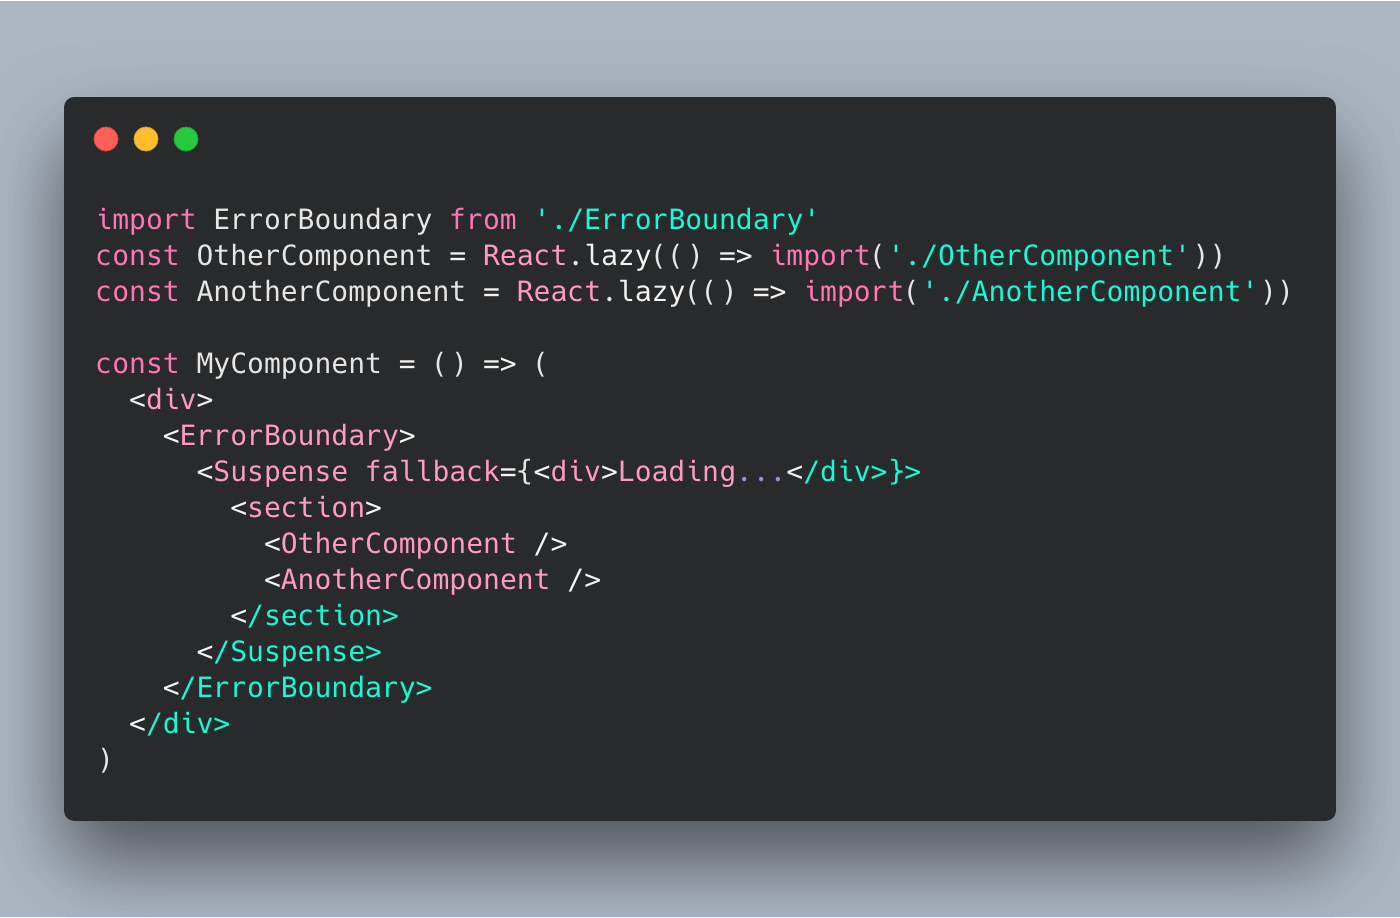 import ErrorBoundary from './ErrorBoundary'
const OtherComponent = React.lazy(() => import('./OtherComponent'))
const AnotherComponent = React.lazy(() => import('./AnotherComponent'))

const MyComponent = () => (
  <div>
    <ErrorBoundary>
      <Suspense fallback={<div>Loading...</div>}>
        <section>
          <OtherComponent />
          <AnotherComponent />
        </section>
      </Suspense>
    </ErrorBoundary>
  </div>
)